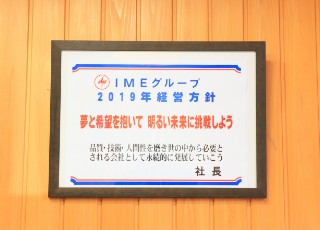 IMEグループ
2019年経営方針
夢と希望を抱いて 明るい未来に挑戦しよう
品質・技術・人間性を磨き世の中から必要と
される会社として永続的に発展していこう
社長